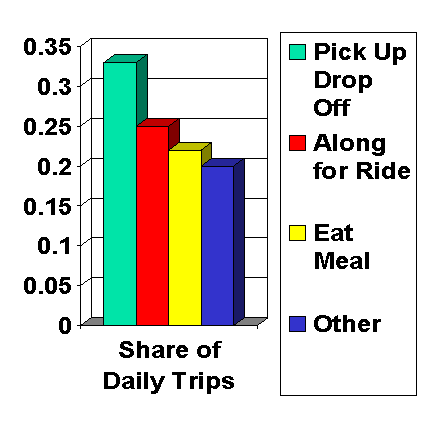 0.35
0.3
0.25
0.2
0.15
0.1
0.05
0
Share of
Daily Trips
Pick Up
Drop
Off
Along
for Ride
Eat
Meal
Other